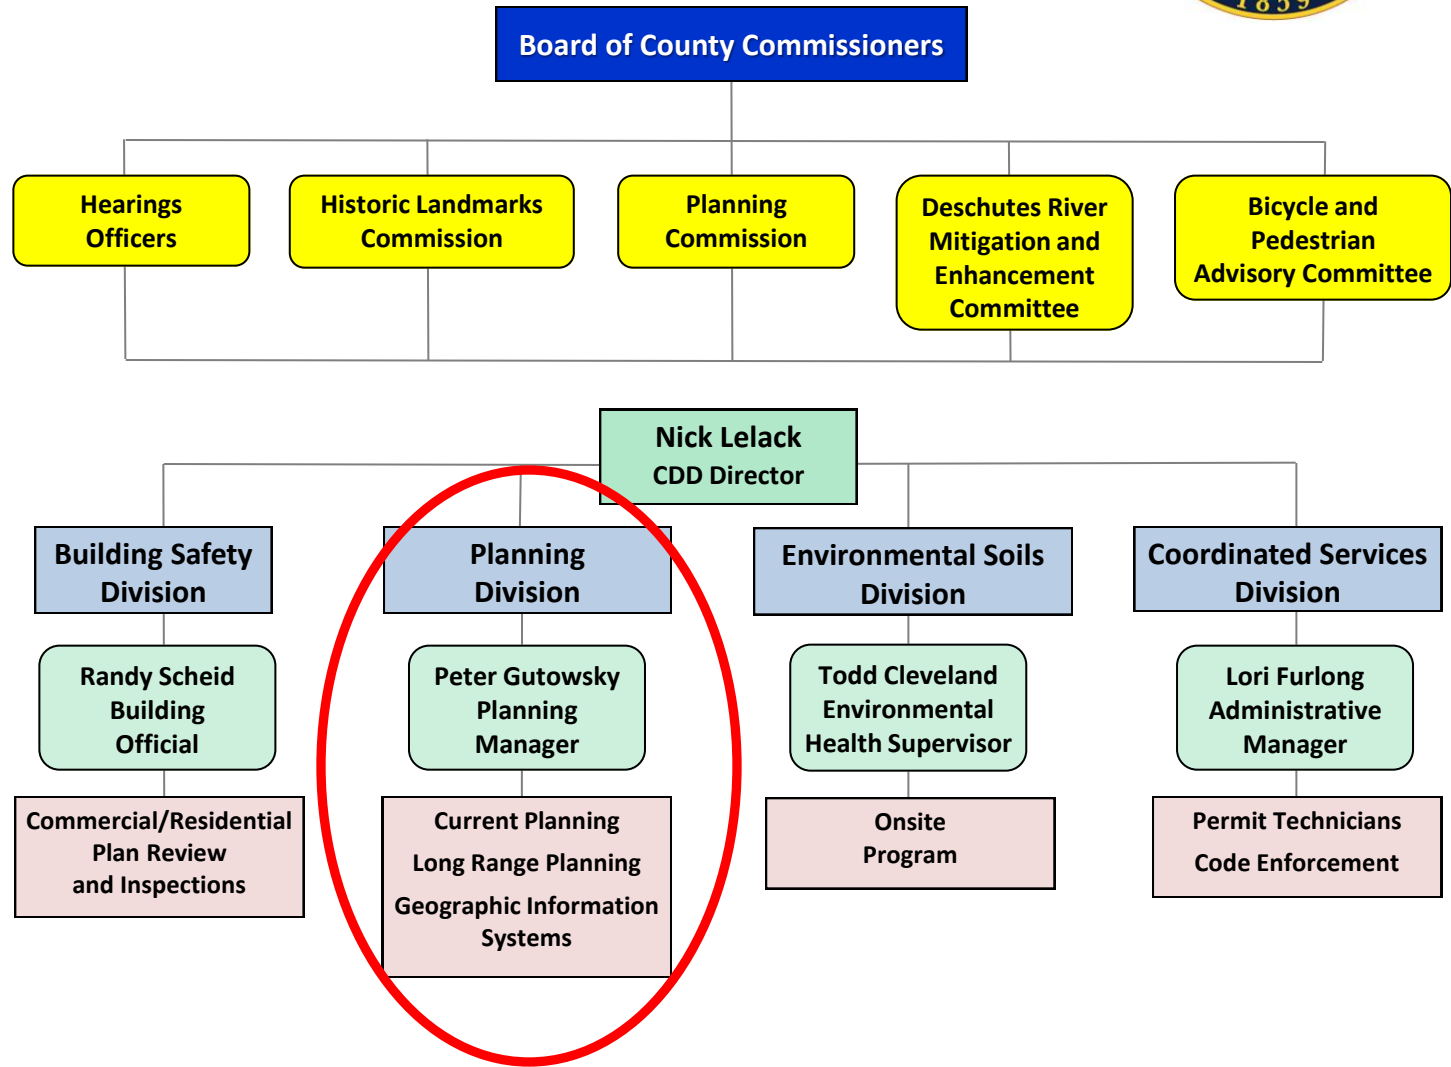 1859
Board of County Commissioners
Hearings
Officers
Historic Landmarks
Commission
Planning
Commission
Deschutes River
Mitigation and
Enhancement
Committee
Bicycle and
Pedestrian
Advisory Committee
Nick Lelack
CDD Director
Building Safety
Division
Planning
Division
Environmental Soils
Division
Coordinated Services
Division
Randy Scheid
Building
Official
Peter Gutowsky
Planning
Manager
Todd Cleveland
Environmental
Health Supervisor
Lori Furlong
Administrative
Manager
Commercial/Residential
Plan Review
and Inspections
Current Planning
Long Range Planning
Geographic Information
Systems
Onsite
Program
Permit Technicians
Code Enforcement